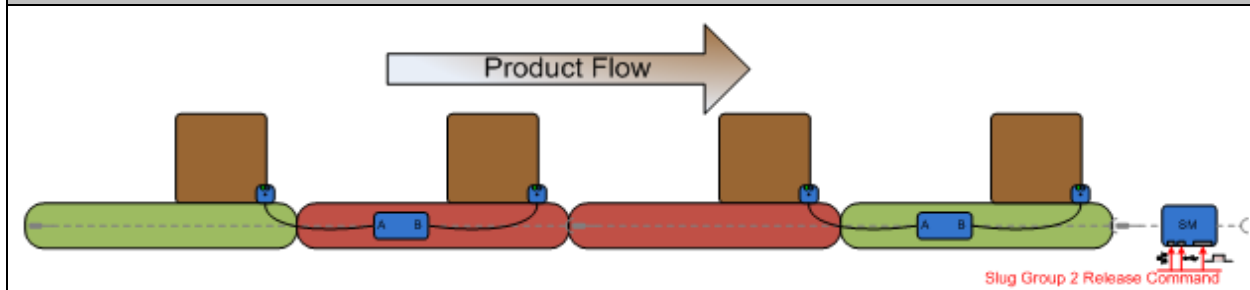 Product Flow
A B
A B
SM
Slug Group 2 Release Command